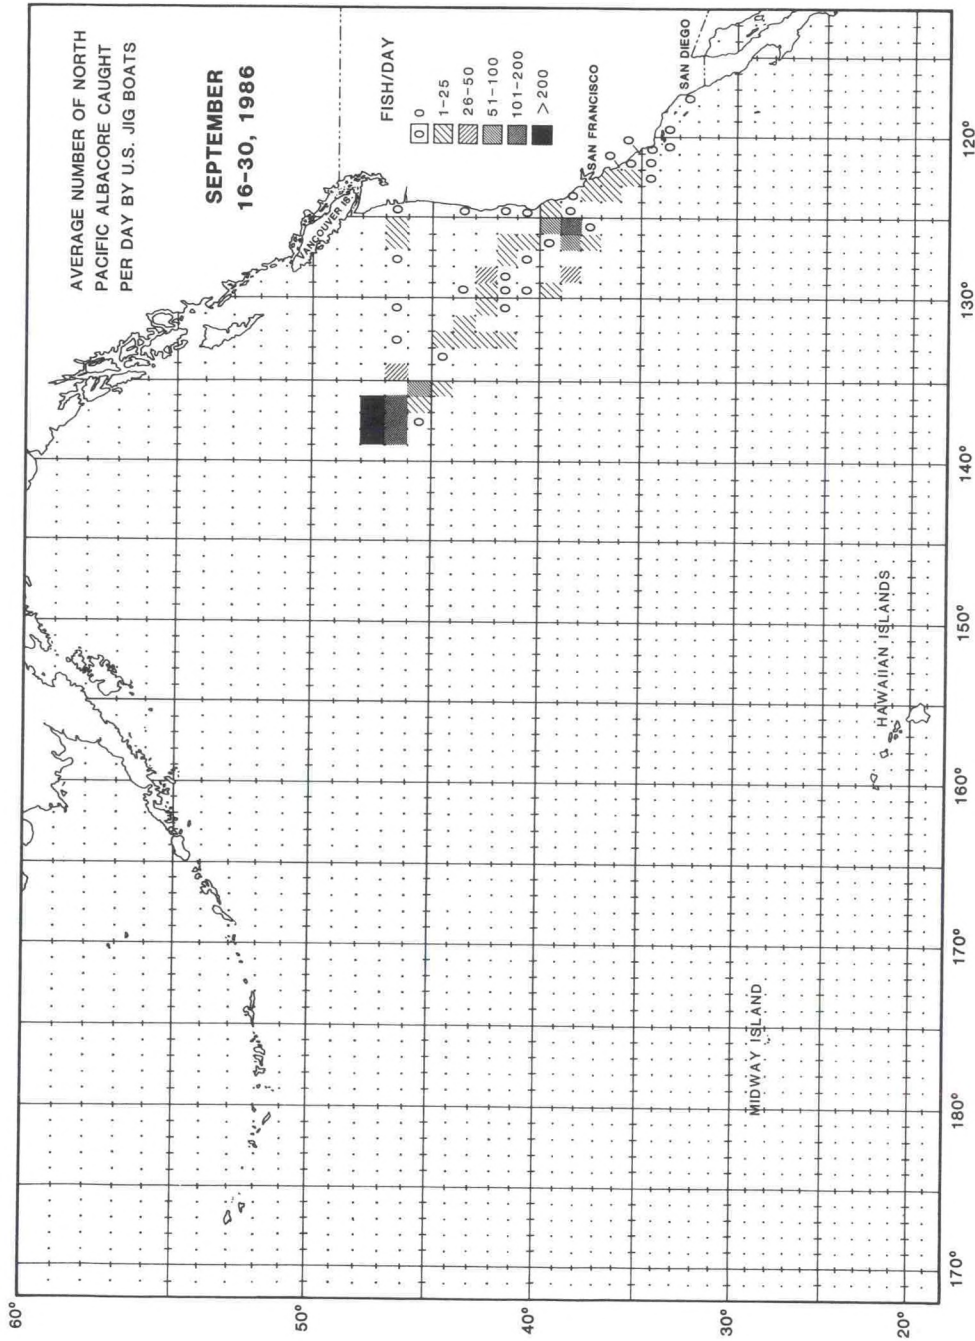 AVERAGE NUMBER OF NORTH
PACIFIC ALBACORE CAUGHT
PER DAY BY U.S. JIG BOATS
SEPTEMBER
16-30, 1986
FISH/DAY
0 0
1-25
26-50
51-100
101-200
>200
VANCOUVER IS.
SAN FRANCISCO
SAN DIEGO
HAWAIIAN ISLANDS
MIDWAY ISLAND
60°
50°
40°
30°
20°
170°
180°
170°
160°
150°
140°
130°
120°